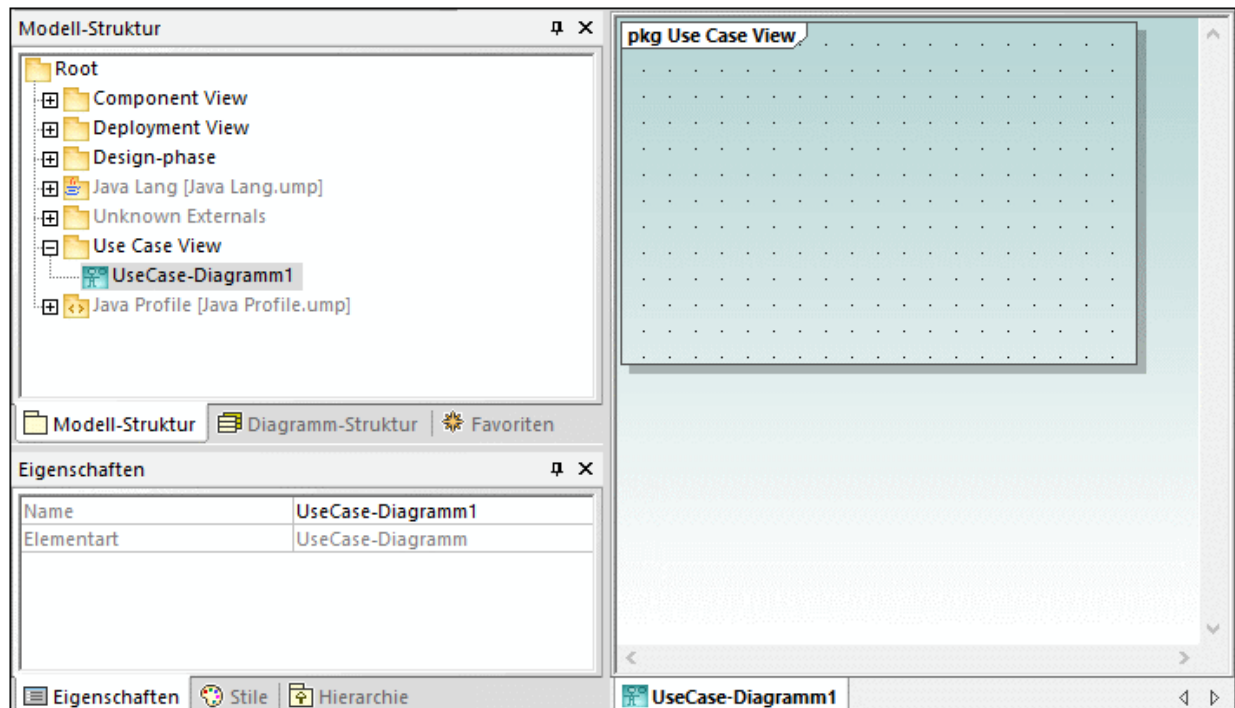 Modell-Struktur
Root
Component View
Deployment View
Design-phase
Java Lang [Java Lang.ump]
Unknown Externals
Use Case View
UseCase-Diagramm1
Java Profile [Java Profile.ump]
Modell-Struktur Diagramm-Struktur Favoriten
Eigenschaften
Name UseCase-Diagramm1
Elementart UseCase-Diagramm
Eigenschaften Stile Hierarchie
pkg Use Case View
UseCase-Diagramm1